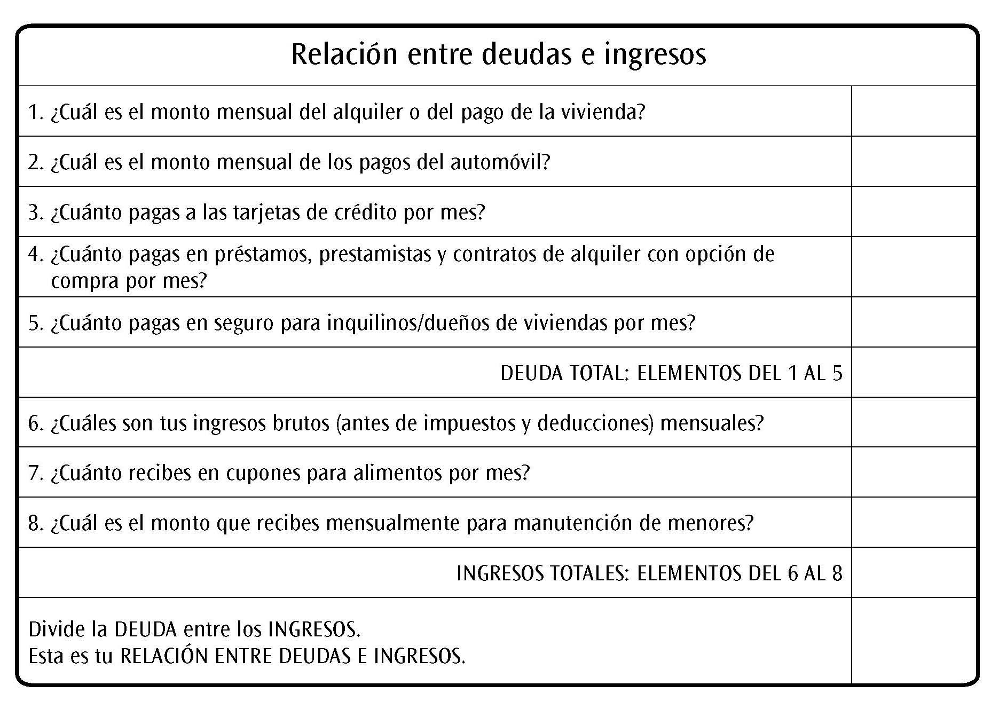 Relación entre deudas e ingresos
1. ¿Cuál es el monto mensual del alquiler o del pago de la vivienda?
2. ¿Cuál es el monto mensual de los pagos del automóvil?
3. ¿Cuánto pagas a las tarjetas de crédito por mes?
4. ¿Cuánto pagas en préstamos, prestamistas y contratos de alquiler con opción de
compra por mes?
5. ¿Cuánto pagas en seguro para inquilinos/dueños de viviendas por mes?
DEUDA TOTAL: ELEMENTOS DEL 1 AL 5
6. ¿Cuáles son tus ingresos brutos (antes de impuestos y deducciones) mensuales?
7. ¿Cuánto recibes en cupones para alimentos por mes?
8. ¿Cuál es el monto que recibes mensualmente para manutención de menores?
INGRESOS TOTALES: ELEMENTOS DEL 6 AL 8
Divide la DEUDA entre los INGRESOS.
Esta es tu RELACIÓN ENTRE DEUDAS E INGRESOS.